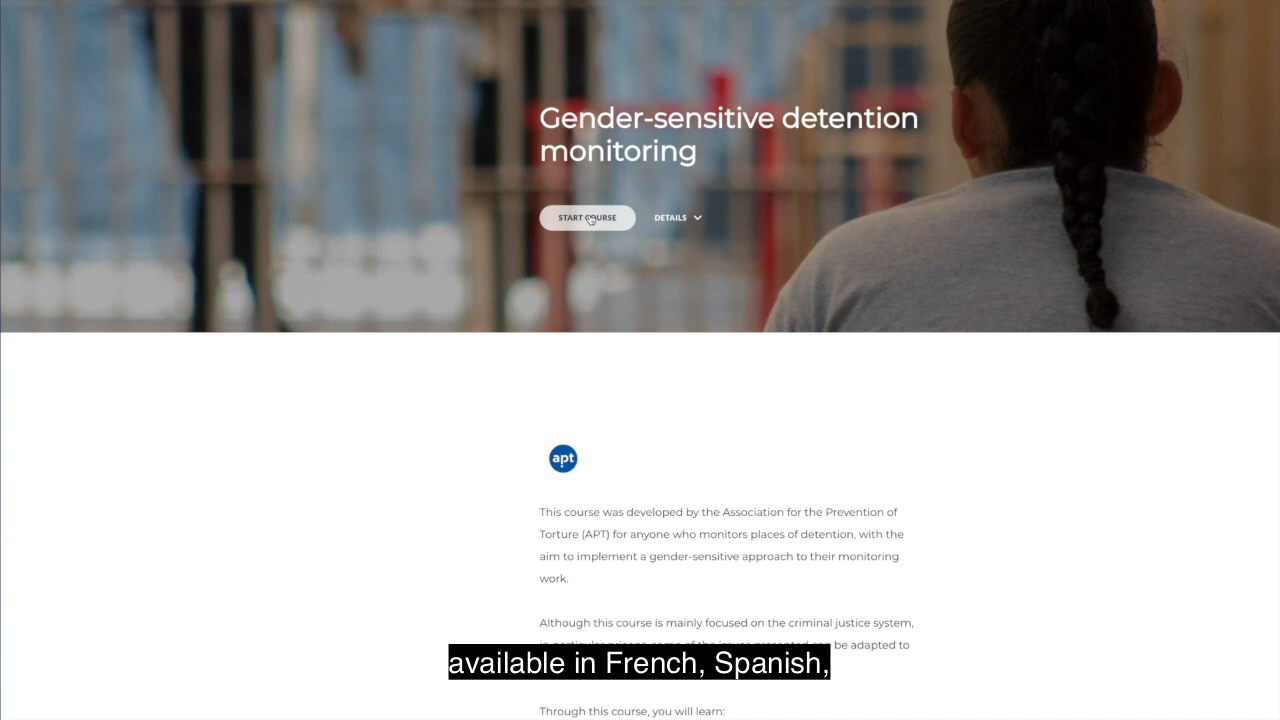 Gender-sensitive detention
monitoring
START COURSE
DETAILS
apt
This course was developed by the Association for the Prevention of
Torture (APT) for anyone who monitors places of detention, with the
aim to implement a gender-sensitive approach to their monitoring
work.
Although this course is mainly focused on the criminal justice system,
be adapted to
available in French, Spanish,
Through this course, you will learn: